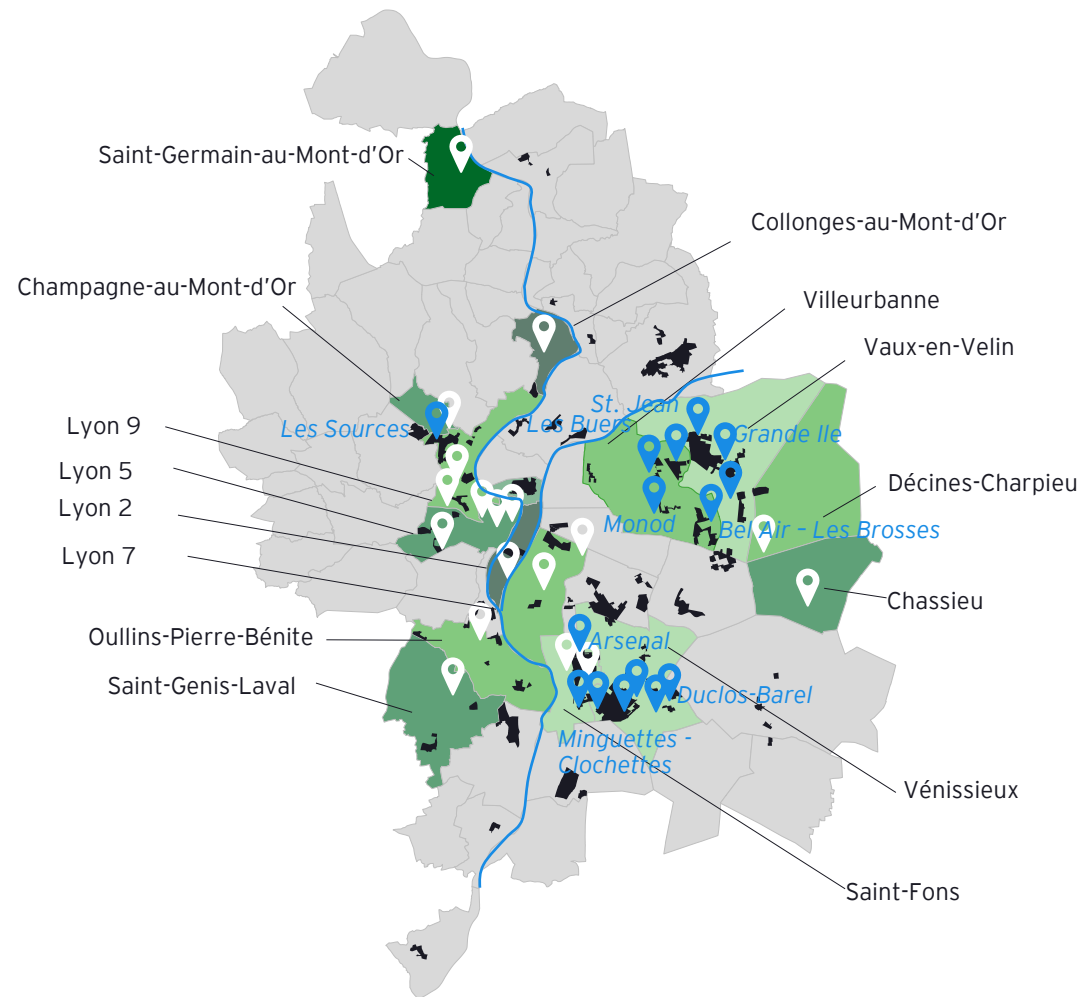 Saint-Germain-au-Mont-d'Or
Collonges-au-Mont-d'Or
Champagne-au-Mont-d'Or
Villeurbanne
Vaux-en-Velin
St. Jean
Les Sources
Les Buers
Grande Ile
Lyon 9
Lyon 5
Décines-Charpieu
Lyon 2
Monod
Bel Air – Les Brosses
Lyon 7
Chassieu
Oullins-Pierre-Bénite
Arsenal
Saint-Genis-Laval
Duclos-Barel
Minguettes -
Clochettes
Vénissieux
Saint-Fons